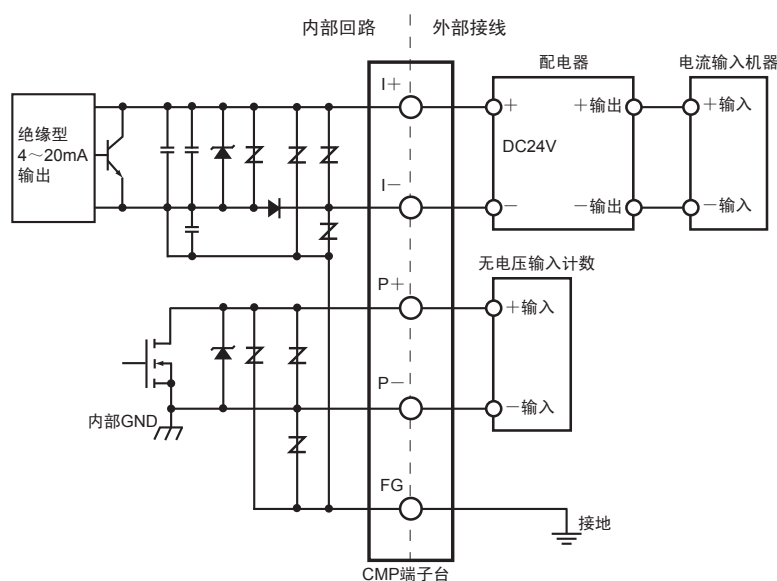 内部回路
外部接线
配电器
电流输入机器
I+
+
+输出
+输入
绝缘型
4～20mA
输出
DC24V
I−
−
−输出
−输入
无电压输入计数
P+
+输入
P−
−输入
内部GND
FG
接地
CMP端子台